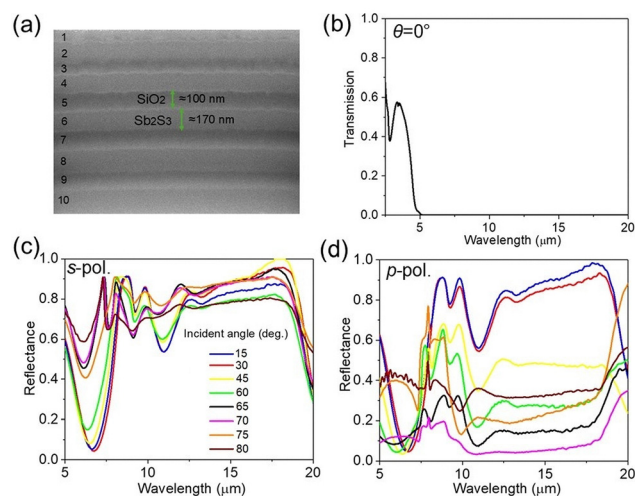 (a)
1
2
3
5
6
7
8
9
10
SiO2
≈100 nm
Sb2S3
≈170 nm
(b)
θ=0°
Transmission
1.0
0.8
0.6
0.4
0.2
0.0
5 10 15 20
Wavelength (μm)
(c)
s-pol.
Reflectance
1.0
0.8
0.6
0.4
0.2
0.0
Incident angle (deg.)
15
30
45
60
65
70
75
80
5 10 15 20
Wavelength (μm)
(d)
p-pol.
Reflectance
1.0
0.8
0.6
0.4
0.2
0.0
5 10 15 20
Wavelength (μm)